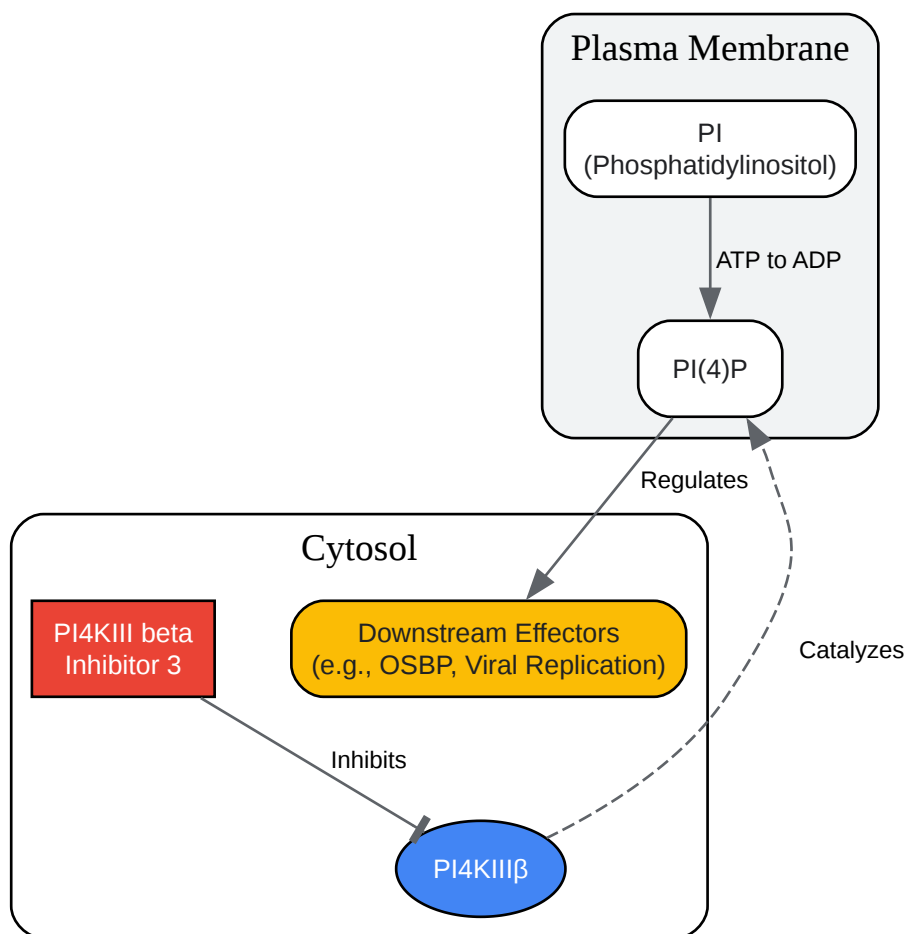 Plasma Membrane
PI
(Phosphatidylinositol)
ATP to ADP
PI(4)P
Regulates
Cytosol
PI4KIII beta
Inhibitor 3
Downstream Effectors
(e.g., OSBP, Viral Replication)
Catalyzes
Inhibits
PI4KIIIβ